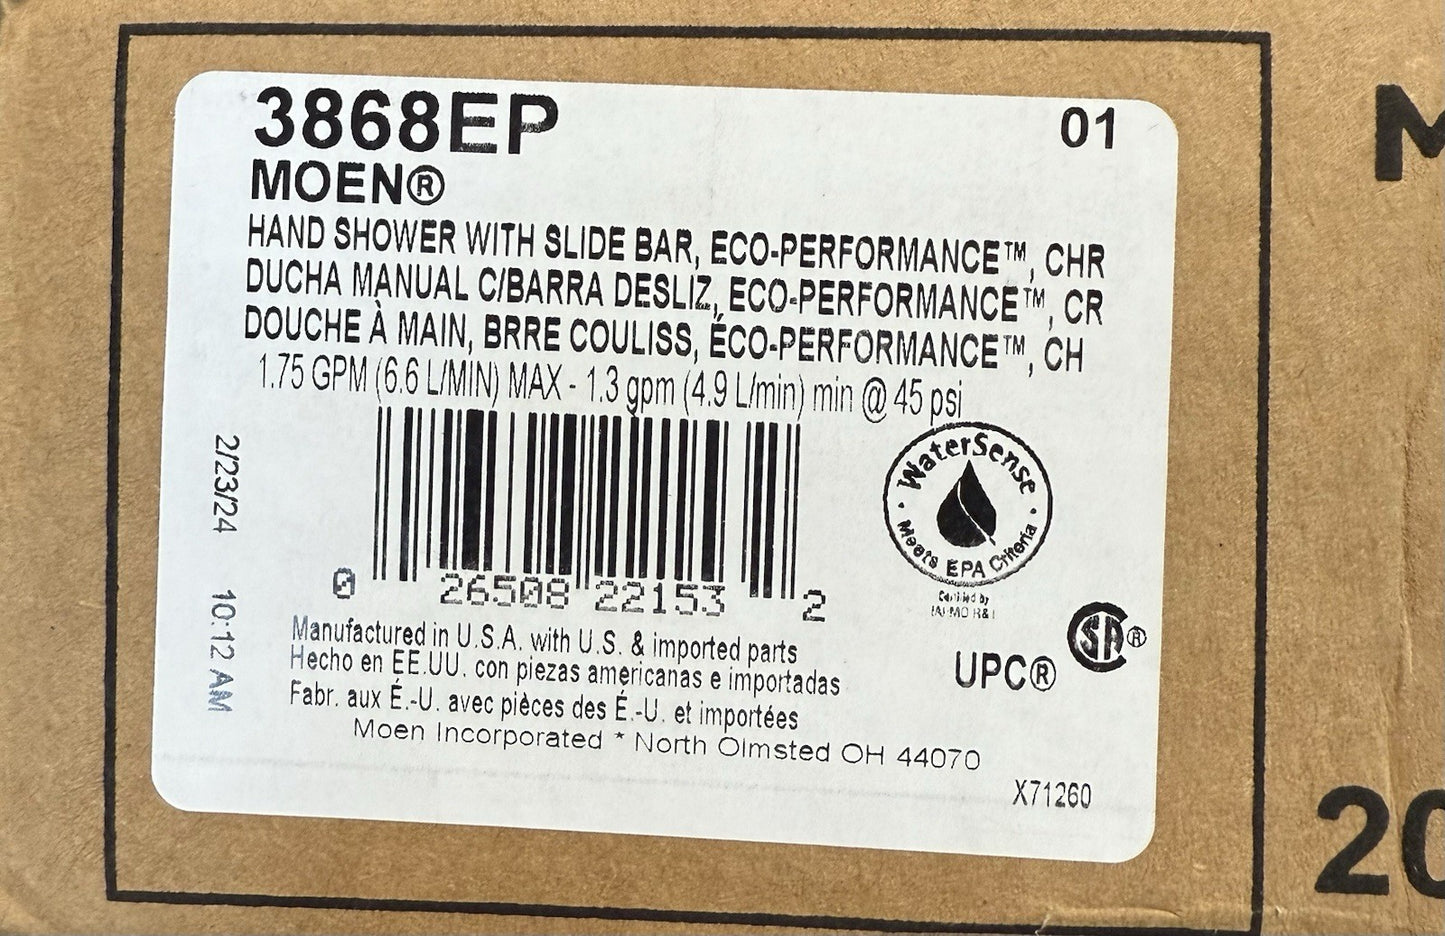 3868EP
01
MOEN®
HAND SHOWER WITH SLIDE BAR, ECO-PERFORMANCE™, CHR
DUCHA MANUAL C/BARRA DESLIZ, ECO-PERFORMANCE™, CR
DOUCHE À MAIN, BRRE COULISS, ÉCO-PERFORMANCE™, CH
1.75 GPM (6.6 L/MIN) MAX - 1.3 gpm (4.9 L/min) min @ 45 psi
2/23/24 10:12 AM
0 26508 22153 2
WaterSense
Meets EPA Criteria
Certified by
IAPMO R&T
Manufactured in U.S.A. with U.S. & imported parts
Hecho en EE.UU. con piezas americanas e importadas
Fabr. aux É.-U. avec pièces des É.-U. et importées
UPC®
SA®
Moen Incorporated * North Olmsted OH 44070
X71260
M
20